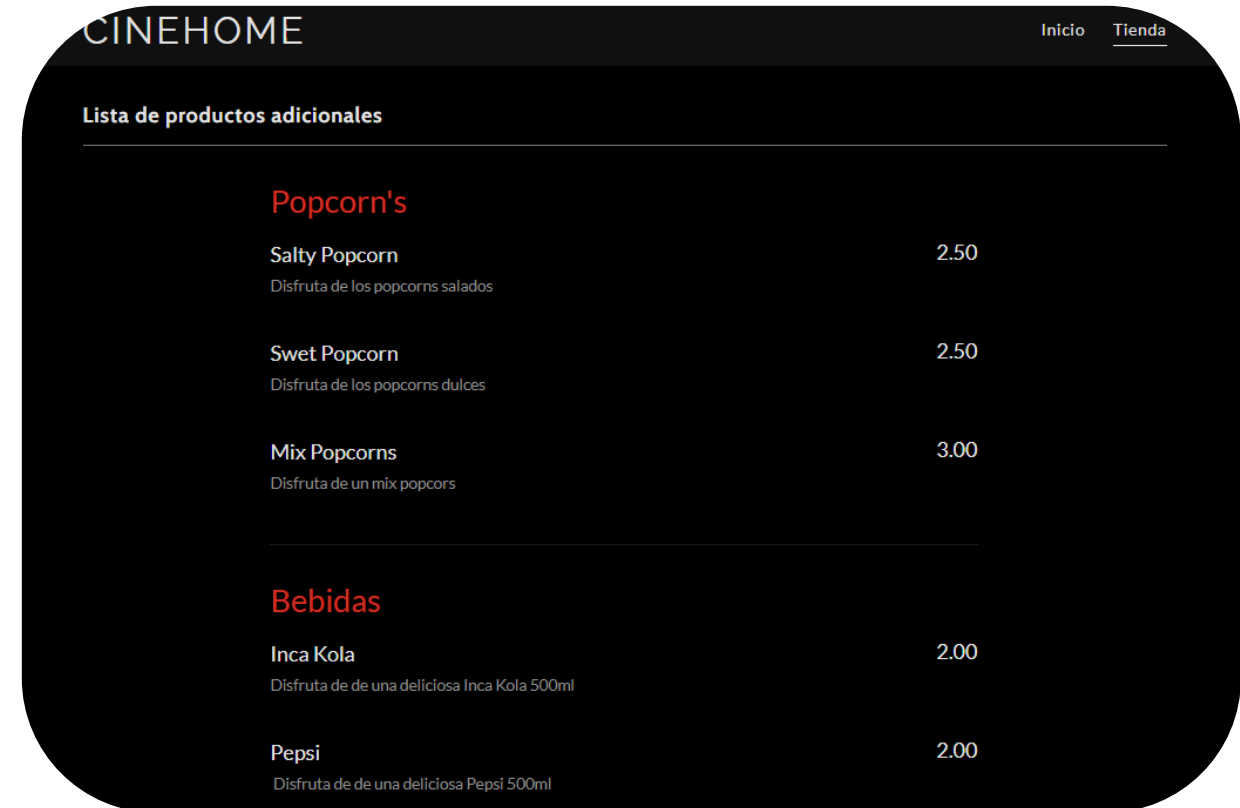 CINEHOME
Inicio Tienda
Lista de productos adicionales
Popcorn's
Salty Popcorn 2.50
Disfruta de los popcorns salados
Swet Popcorn 2.50
Disfruta de los popcorns dulces
Mix Popcorns 3.00
Disfruta de un mix popcors
Bebidas
Inca Kola 2.00
Disfruta de de una deliciosa Inca Kola 500ml
Pepsi 2.00
Disfruta de de una deliciosa Pepsi 500ml